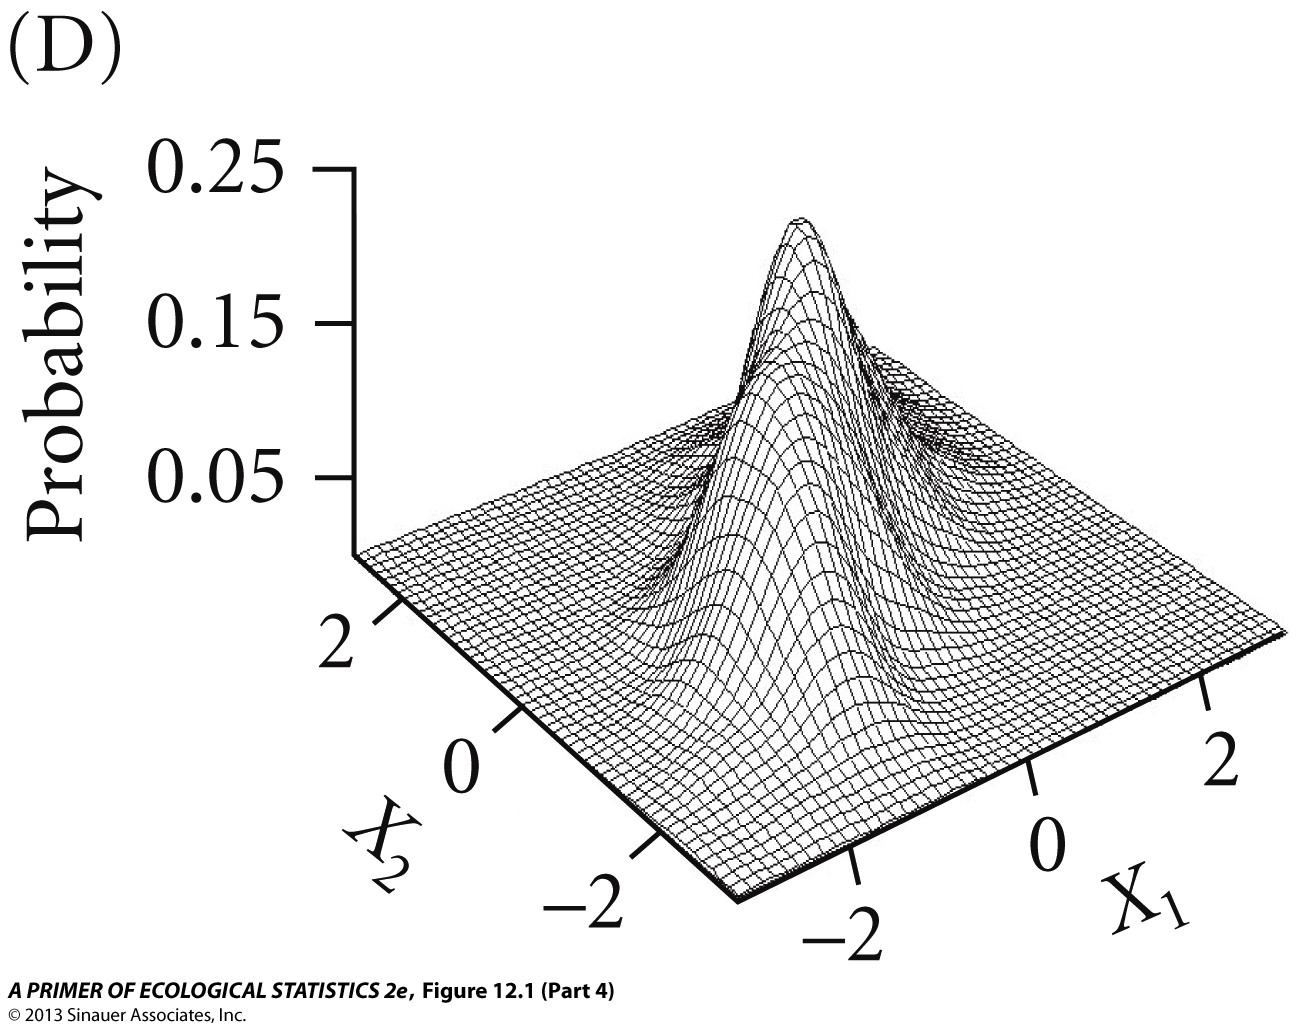 (D)
Probability
0.25
0.15
0.05
2
0
−2
X2
−2
0
2
X1
A PRIMER OF ECOLOGICAL STATISTICS 2e, Figure 12.1 (Part 4)
© 2013 Sinauer Associates, Inc.